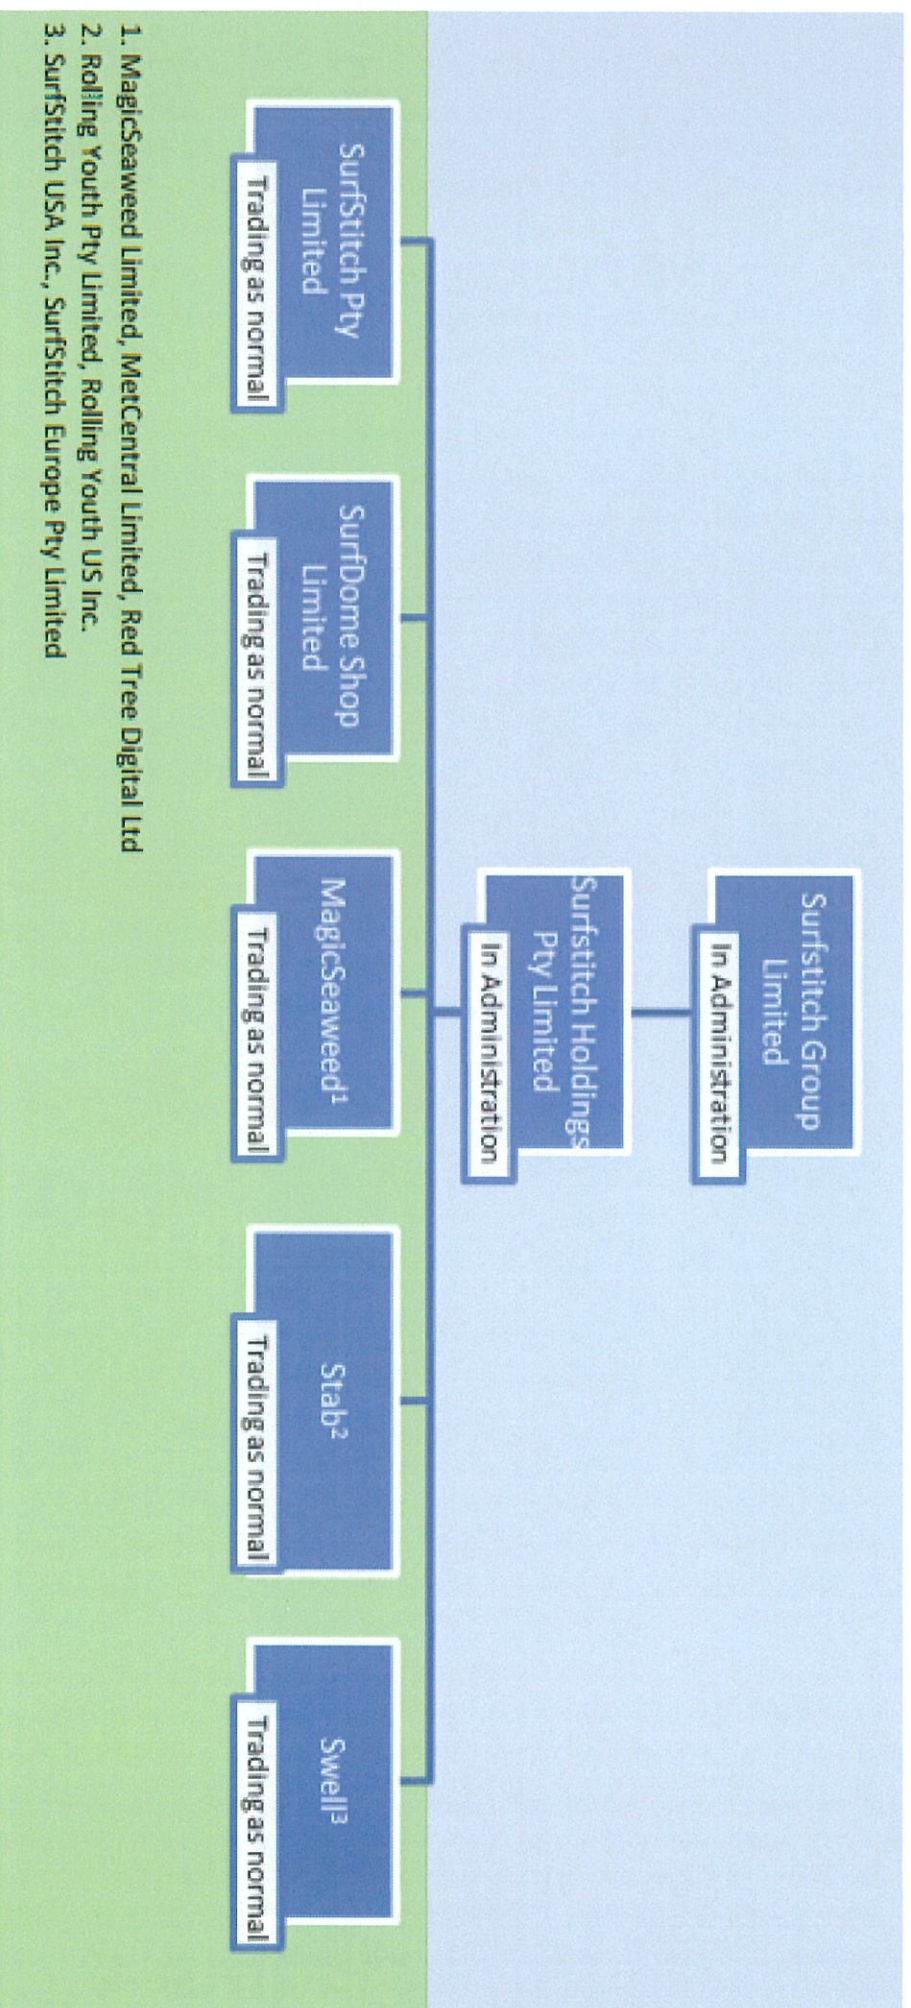 Surfstitch Group
Limited
In Administration
Surfstitch Holdings
Pty Limited
In Administration
SurfStitch Pty
Limited
Trading as normal
SurfDome Shop
Limited
Trading as normal
MagicSeaweed¹
Trading as normal
Stab²
Trading as normal
Swell³
Trading as normal
1. MagicSeaweed Limited, MetCentral Limited, Red Tree Digital Ltd
2. Rolling Youth Pty Limited, Rolling Youth US Inc.
3. SurfStitch USA Inc., SurfStitch Europe Pty Limited